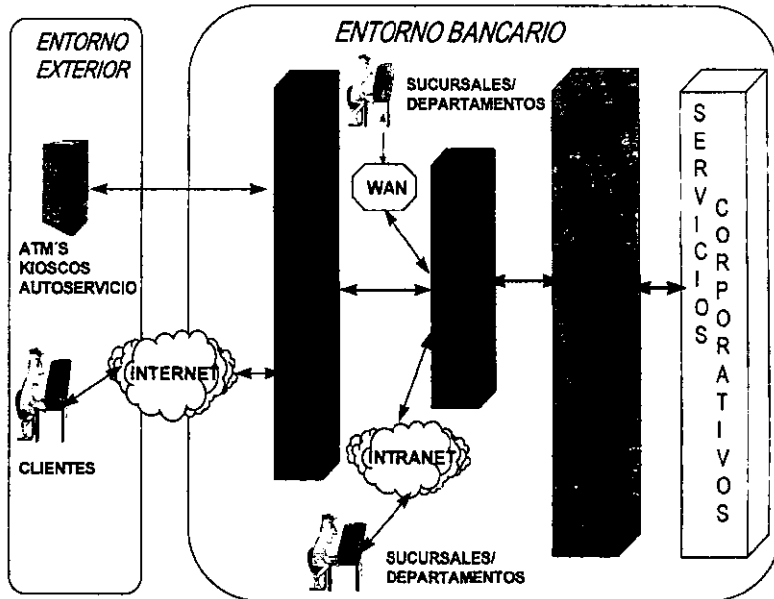 ENTORNO
EXTERIOR
ENTORNO BANCARIO
SUCURSALES/
DEPARTAMENTOS
WAN
ATM'S
KIOSCOS
AUTOSERVICIO
INTERNET
CLIENTES
INTRANET
SUCURSALES/
DEPARTAMENTOS
SERVICIOS
CORPORATIVOS